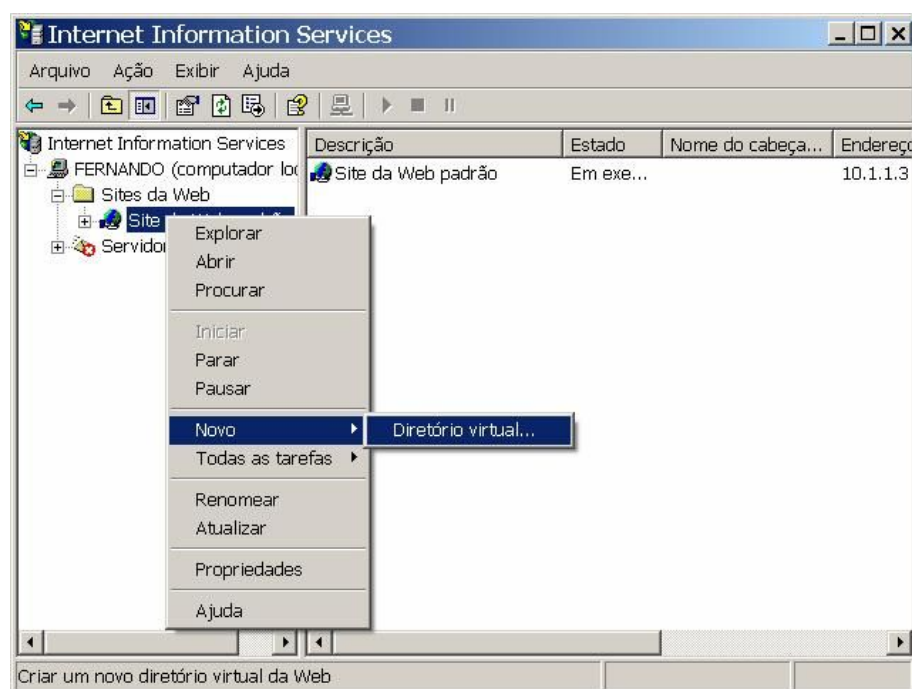 Internet Information Services
Arquivo Ação Exibir Ajuda
Internet Information Services
FERNANDO (computador loc
Sites da Web
Site
Servido
Descrição Estado Nome do cabeça... Endereç
Site da Web padrão Em exe... 10.1.1.3
Explorar
Abrir
Procurar
Iniciar
Parar
Pausar
Novo
Diretório virtual...
Todas as tarefas
Renomear
Atualizar
Propriedades
Ajuda
Criar um novo diretório virtual da Web